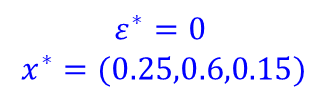 ε* = 0
x* = (0.25,0.6,0.15)